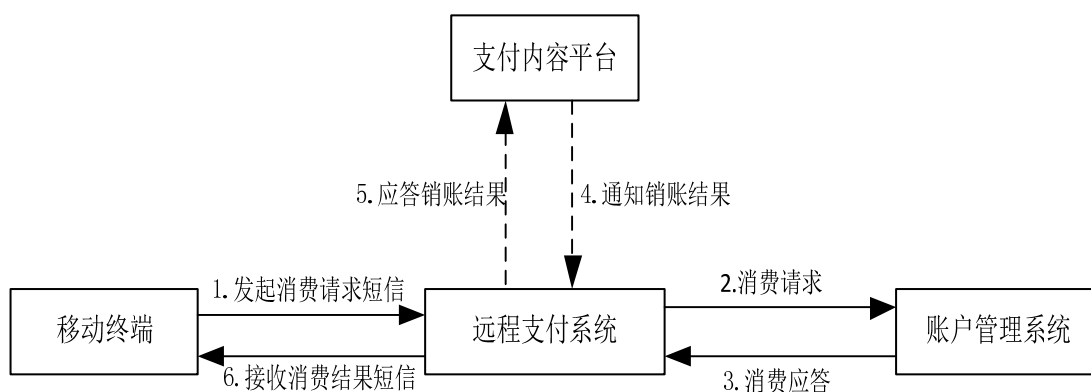 支付内容平台
5.应答销账结果
4.通知销账结果
1.发起消费请求短信
2.消费请求
移动终端
远程支付系统
账户管理系统
6.接收消费结果短信
3.消费应答